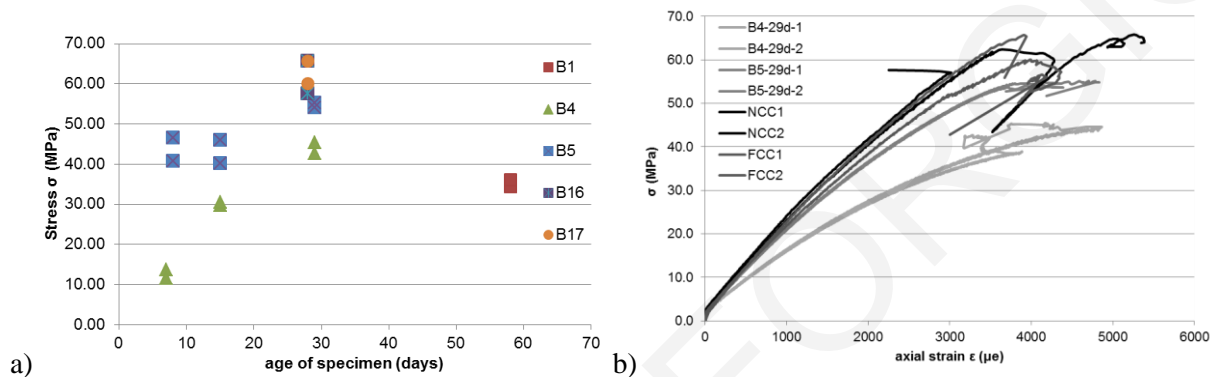 70.00
60.00
50.00
40.00
30.00
20.00
10.00
0.00
Stress σ (MPa)
0 10 20 30 40 50 60 70
age of specimen (days)
B1
B4
B5
B16
B17
a)
70.0
60.0
50.0
40.0
30.0
20.0
10.0
0.0
σ (MPa)
0 1000 2000 3000 4000 5000 6000
axial strain ε (μe)
B4-29d-1
B4-29d-2
B5-29d-1
B5-29d-2
NCC1
NCC2
FCC1
FCC2
b)